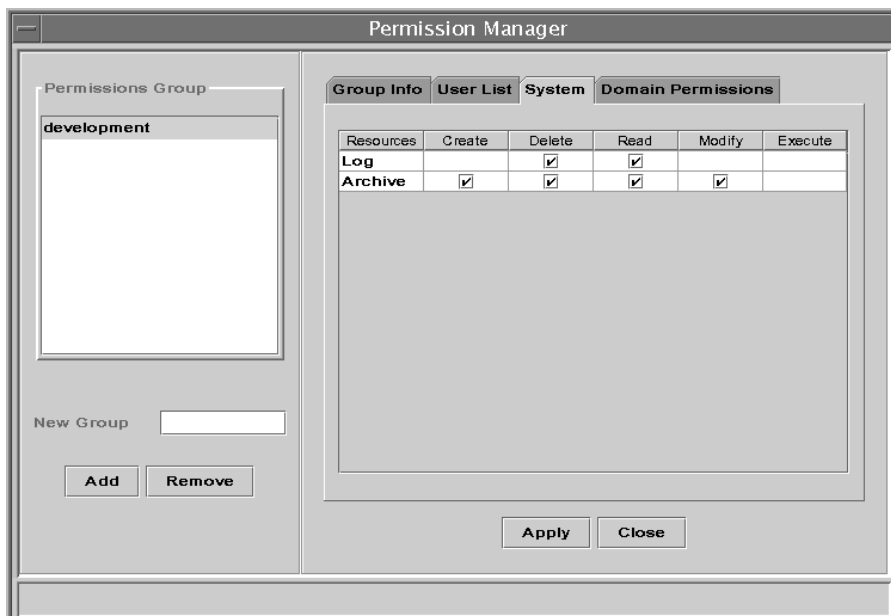 Permission Manager
Permissions Group
development
New Group
Add Remove
Group Info User List System Domain Permissions
Resources Create Delete Read Modify Execute
Log
Archive
Apply Close